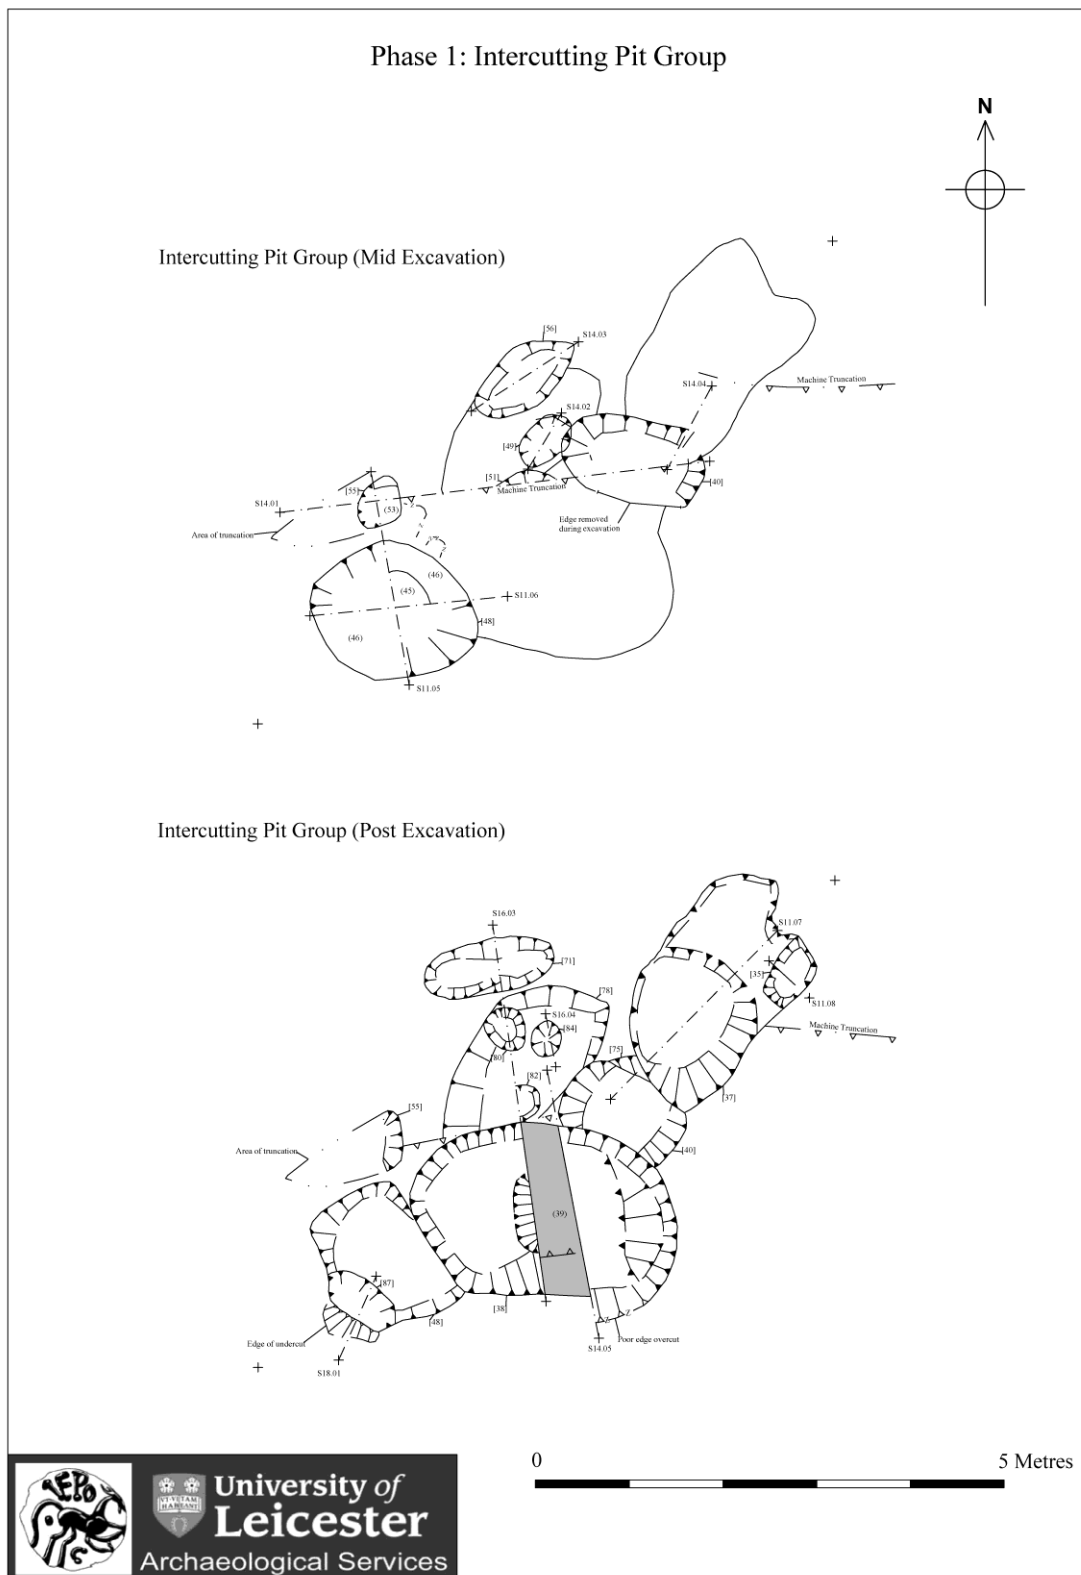 Phase 1: Intercutting Pit Group
N
Intercutting Pit Group (Mid Excavation)
[56]
S14.03
S14.04
Machine Truncation
S14.02
[49]
[51]
Machine Truncation
[40]
Edge removed
during excavation
[55]
S14.01
(53)
Area of truncation
(46)
(45)
S11.06
(46)
[48]
S11.05
Intercutting Pit Group (Post Excavation)
S16.03
[71]
S11.07
[35]
S11.08
[78]
S16.04
[84]
Machine Truncation
[80]
[75]
[82]
[37]
[55]
Area of truncation
[40]
(39)
[87]
[38]
[48]
Edge of undercut
Z
Z
Poor edge overcut
S14.05
S18.01
0
5 Metres
University of
Leicester
Archaeological Services